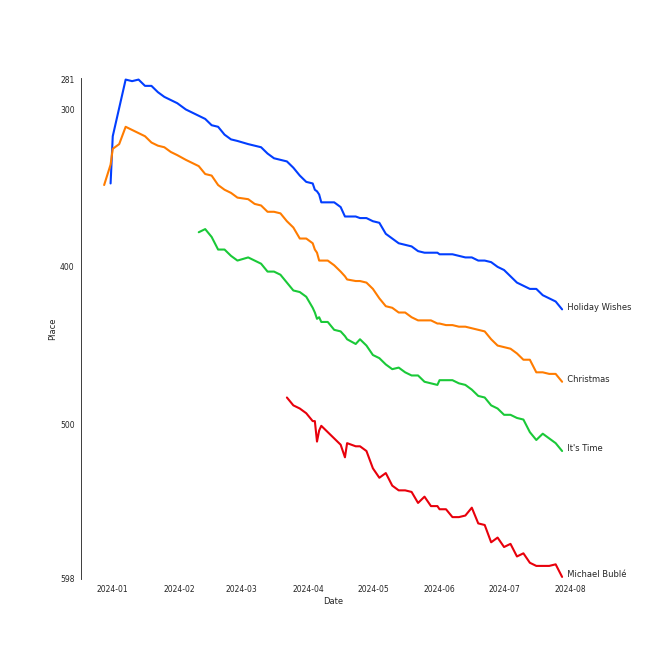 281
300
400
500
598
Place
2024-01
2024-02
2024-03
2024-04
2024-05
2024-06
2024-07
2024-08
Date
Holiday Wishes
Christmas
It's Time
Michael Bublé